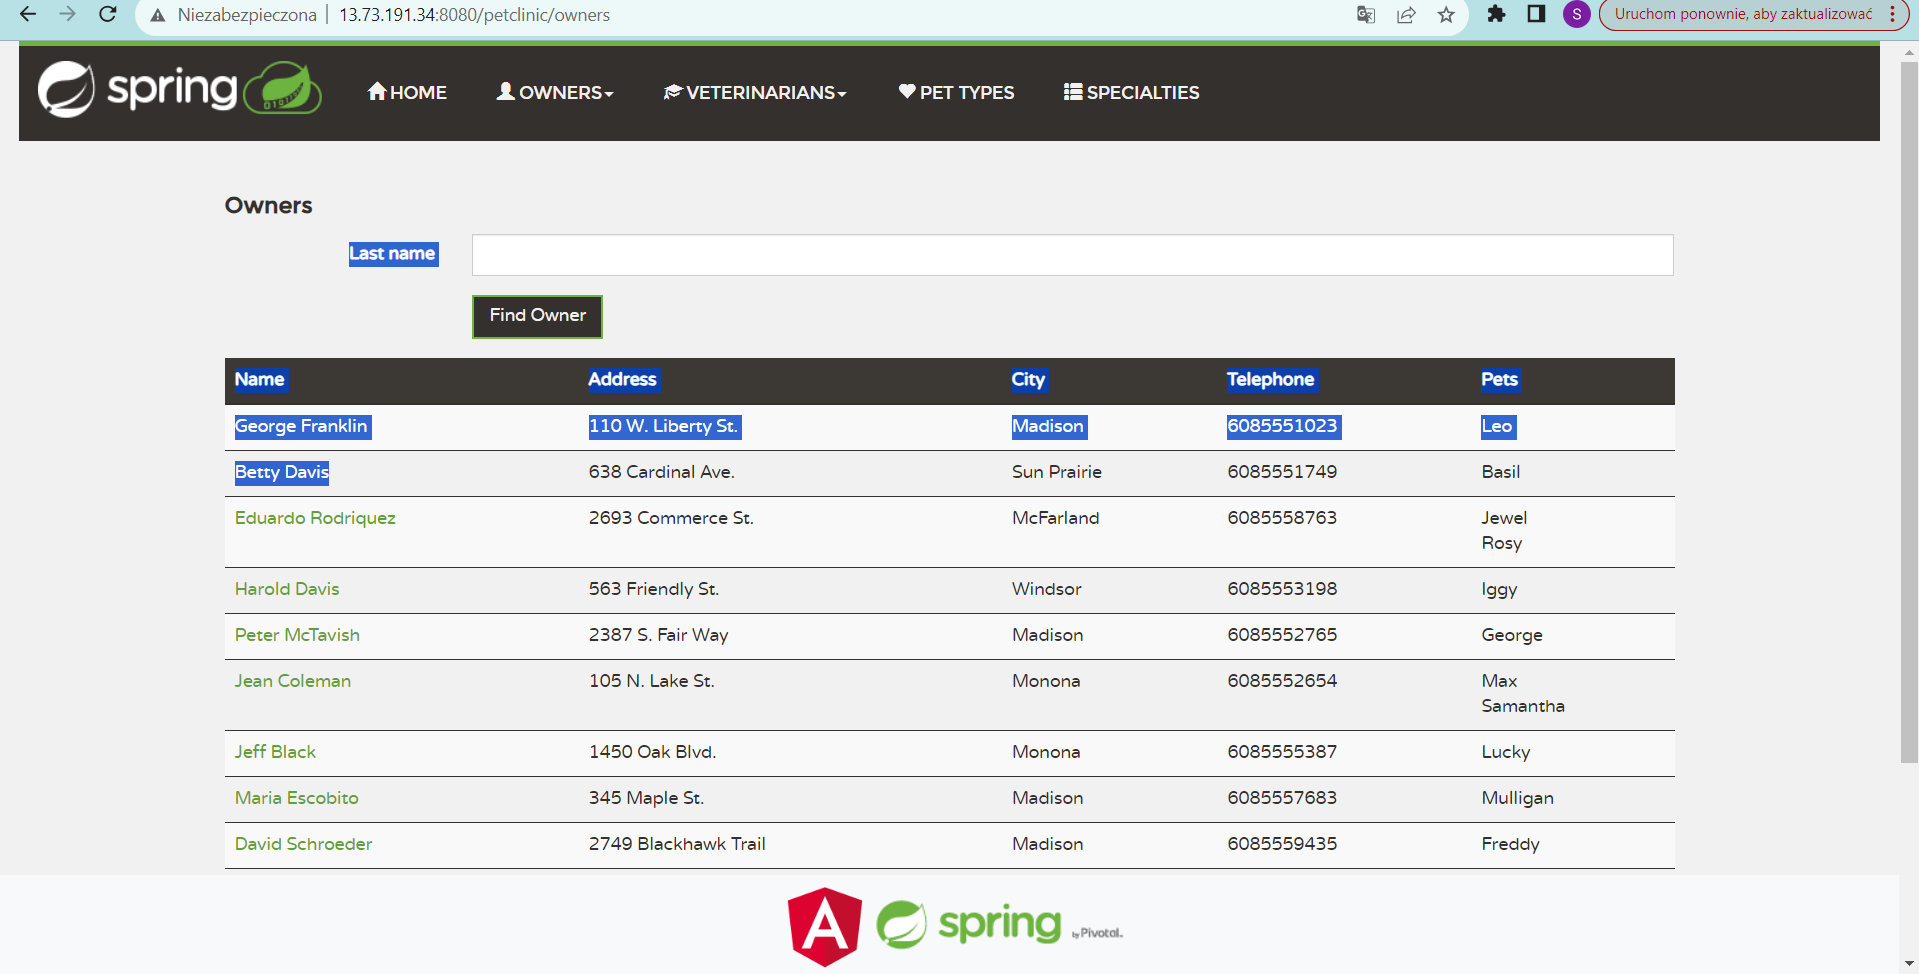 Niezabezpieczona 13.73.191.34:8080/petclinic/owners S Uruchom ponownie, aby zaktualizować
spring HOME OWNERS VETERINARIANS PET TYPES SPECIALTIES
Owners
Last name
Find Owner
Name Address City Telephone Pets
George Franklin 110 W. Liberty St. Madison 6085551023 Leo
Betty Davis 638 Cardinal Ave. Sun Prairie 6085551749 Basil
Eduardo Rodriquez 2693 Commerce St. McFarland 6085558763 Jewel
Rosy
Harold Davis 563 Friendly St. Windsor 6085553198 Iggy
Peter McTavish 2387 S. Fair Way Madison 6085552765 George
Jean Coleman 105 N. Lake St. Monona 6085552654 Max
Samantha
Jeff Black 1450 Oak Blvd. Monona 6085555387 Lucky
Maria Escobito 345 Maple St. Madison 6085557683 Mulligan
David Schroeder 2749 Blackhawk Trail Madison 6085559435 Freddy
A spring by Pivotal